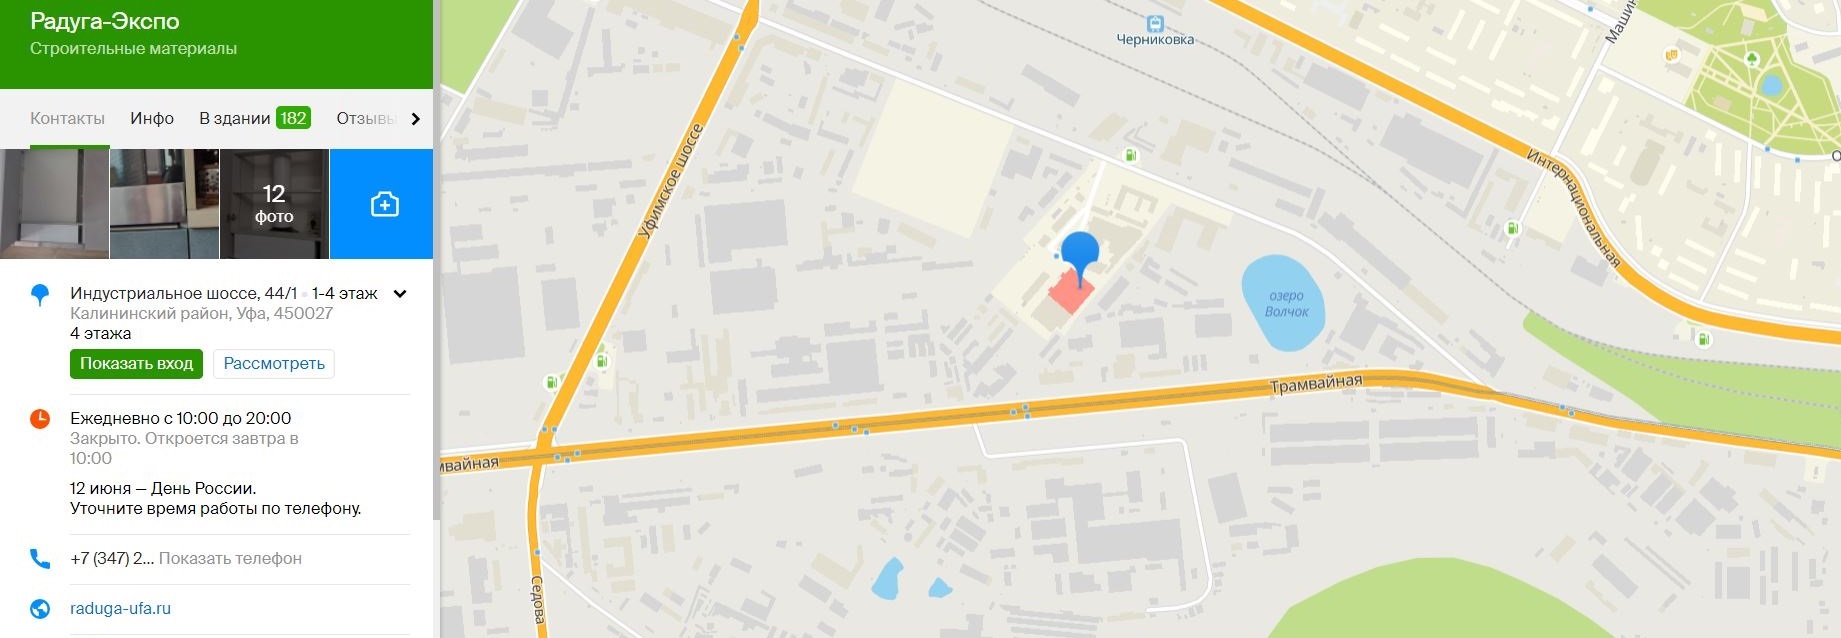 Радуга-Экспо
Строительные материалы
Контакты Инфо В здании 182 Отзывы
12
фото
Индустриальное шоссе, 44/1 • 1-4 этаж
Калининский район, Уфа, 450027
4 этажа
Показать вход Рассмотреть
Ежедневно с 10:00 до 20:00
Закрыто. Откроется завтра в
10:00
12 июня — День России.
Уточните время работы по телефону.
+7 (347) 2... Показать телефон
raduga-ufa.ru
Черниковка
Машин
Уфимское шоссе
Интернациональная
озеро
Волчок
Трамвайная
мвайная
Седова